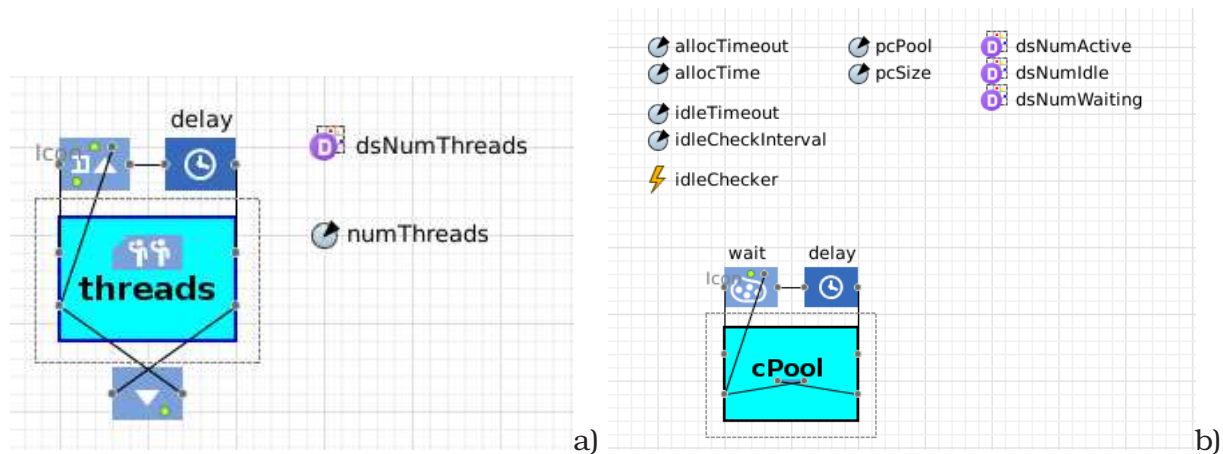 delay
Icon
dsNumThreads
numThreads
threads
a)
allocTimeout
allocTime
idleTimeout
idleCheckInterval
idleChecker
pcPool
pcSize
D dsNumActive
D dsNumIdle
D dsNumWaiting
wait
delay
Icon
cPool
b)